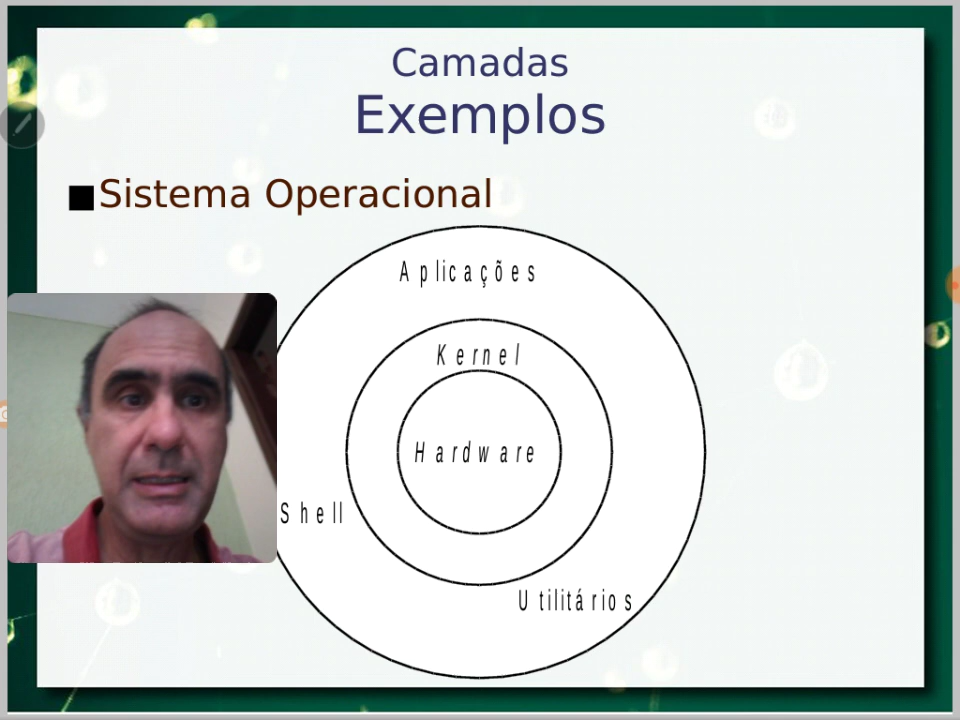 Camadas
Exemplos
Sistema Operacional
Aplicações
Kernel
Hardware
Shell
Utilitários